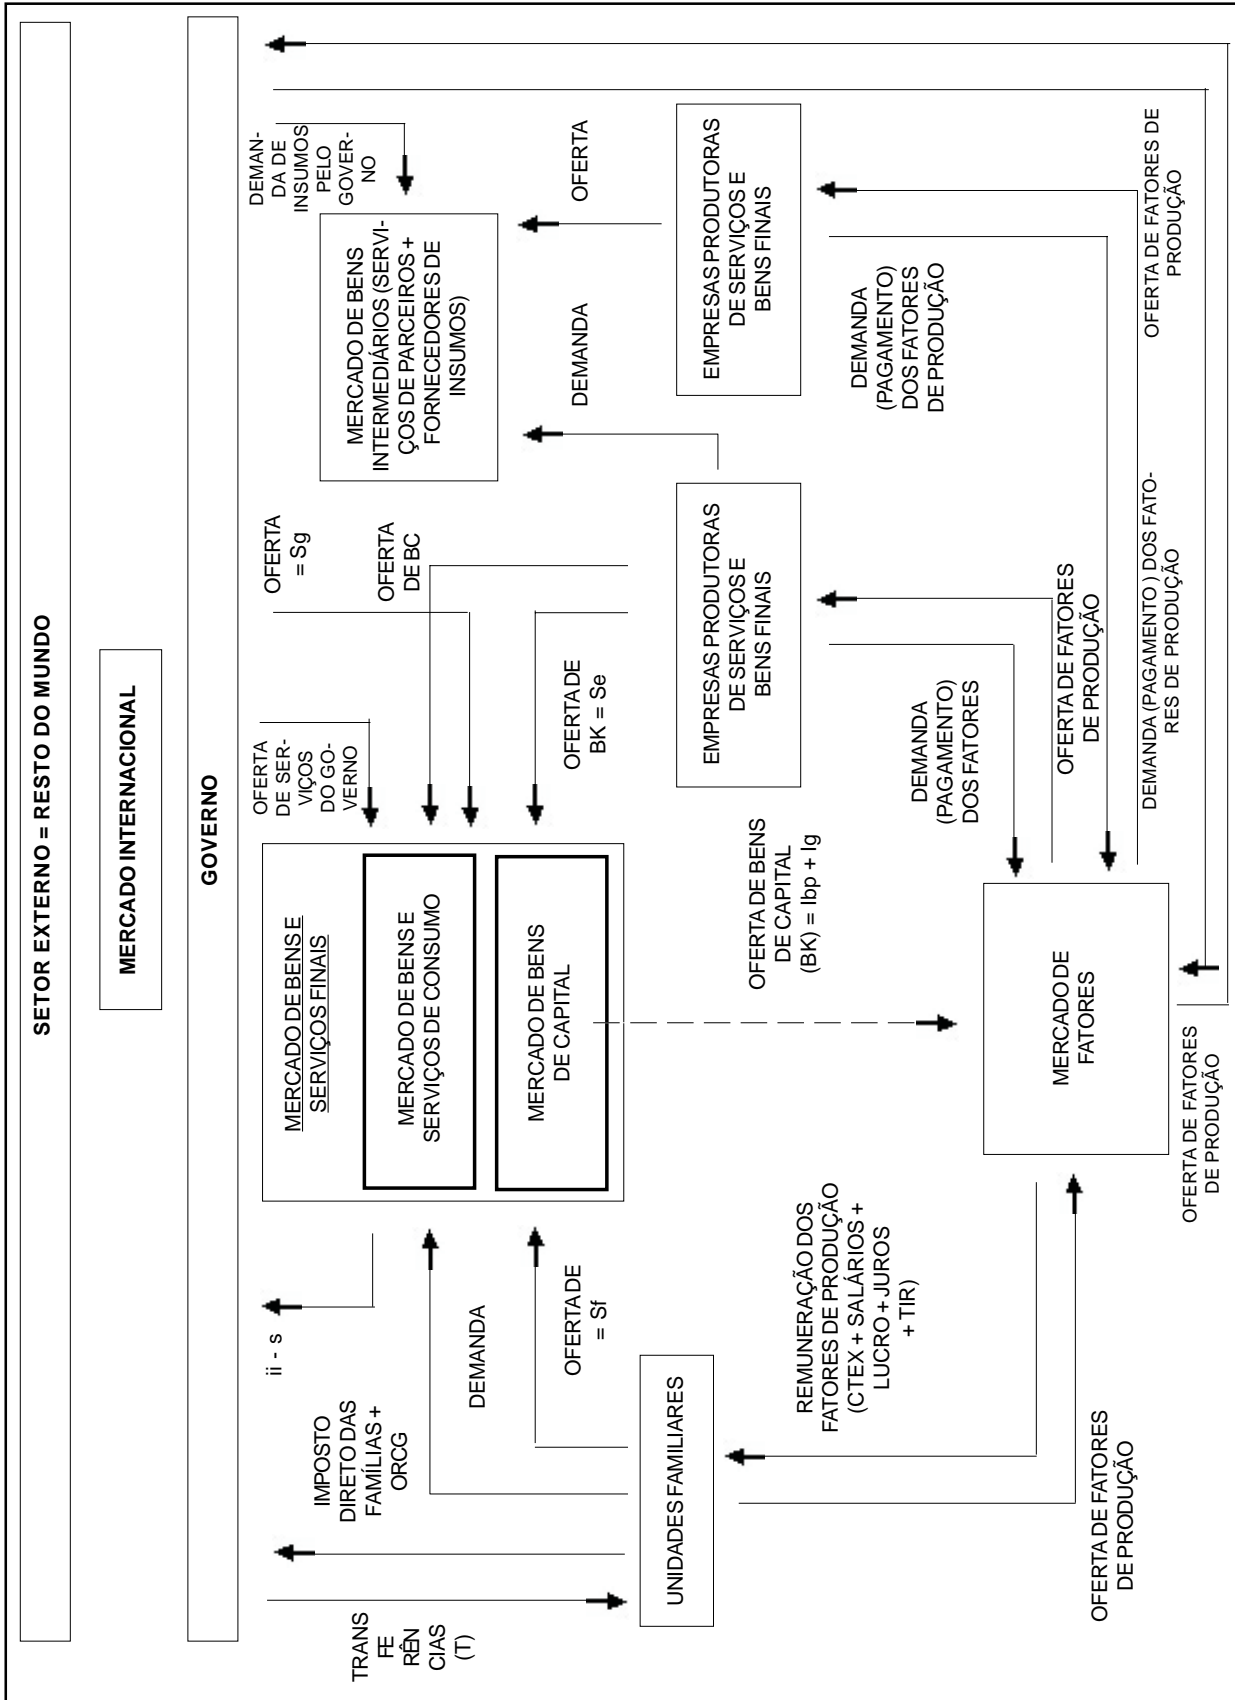 SETOR EXTERNO = RESTO DO MUNDO
MERCADO INTERNACIONAL
GOVERNO
TRANS
FE
RÊN
CIAS
(T)
IMPOSTO
DIRETO DAS
FAMÍLIAS +
ORCG
ii - s
OFERTA
DE SER-
VIÇOS
DO GO-
VERNO
OFERTA
= Sg
DEMAN-
DA DE
INSUMOS
PELO
GOVER-
NO
MERCADO DE BENS E
SERVIÇOS FINAIS
MERCADO DE BENS E
SERVIÇOS DE CONSUMO
MERCADO DE BENS
DE CAPITAL
OFERTA
DE BC
MERCADO DE BENS
INTERMEDIÁRIOS (SERVI-
ÇOS DE PARCEIROS +
FORNECEDORES DE
INSUMOS)
DEMANDA
OFERTA DE
= Sf
OFERTA DE
BK = Se
DEMANDA
OFERTA
UNIDADES FAMILIARES
EMPRESAS PRODUTORAS
DE SERVIÇOS E
BENS FINAIS
EMPRESAS PRODUTORAS
DE SERVIÇOS E
BENS FINAIS
REMUNERAÇÃO DOS
FATORES DE PRODUÇÃO
(CTEX + SALÁRIOS +
LUCRO + JUROS
+ TIR)
OFERTA DE BENS
DE CAPITAL
(BK) = Ibp + Ig
DEMANDA
(PAGAMENTO)
DOS FATORES
DEMANDA
(PAGAMENTO)
DOS FATORES
DE PRODUÇÃO
MERCADO DE
FATORES
OFERTA DE FATORES
DE PRODUÇÃO
OFERTA DE FATORES
DE PRODUÇÃO
DEMANDA (PAGAMENTO ) DOS FATO-
RES DE PRODUÇÃO
OFERTA DE FATORES DE
PRODUÇÃO
OFERTA DE FATORES
DE PRODUÇÃO